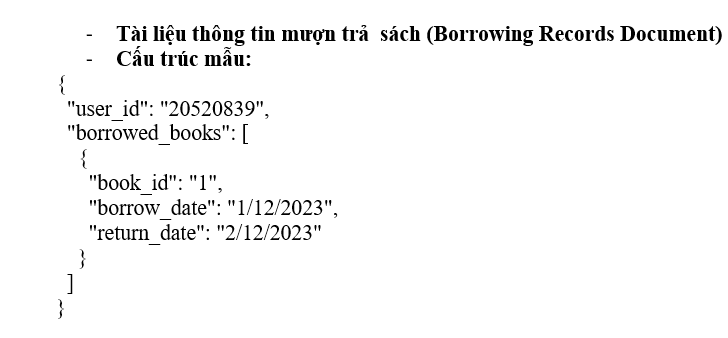 - Tài liệu thông tin mượn trả  sách (Borrowing Records Document)
- Cấu trúc mẫu:
{
  "user_id": "20520839",
  "borrowed_books": [
    {
      "book_id": "1",
      "borrow_date": "1/12/2023",
      "return_date": "2/12/2023"
    }
  ]
}